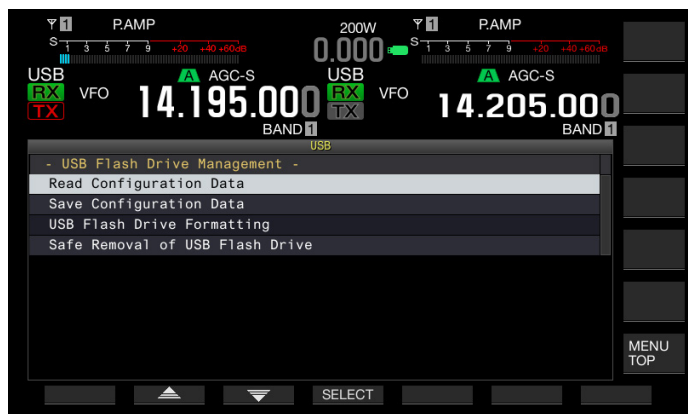 1 P.AMP 200W 1 P.AMP
S 1 3 5 7 9 +20 +40 +60dB 0.000 S 1 3 5 7 9 +20 +40 +60dB
USB A AGC-S USB A AGC-S
RX VFO 14.195.000 RX VFO 14.205.000
TX TX
BAND 1 BAND 1
USB
- USB Flash Drive Management -
Read Configuration Data
Save Configuration Data
USB Flash Drive Formatting
Safe Removal of USB Flash Drive
MENU
TOP
SELECT